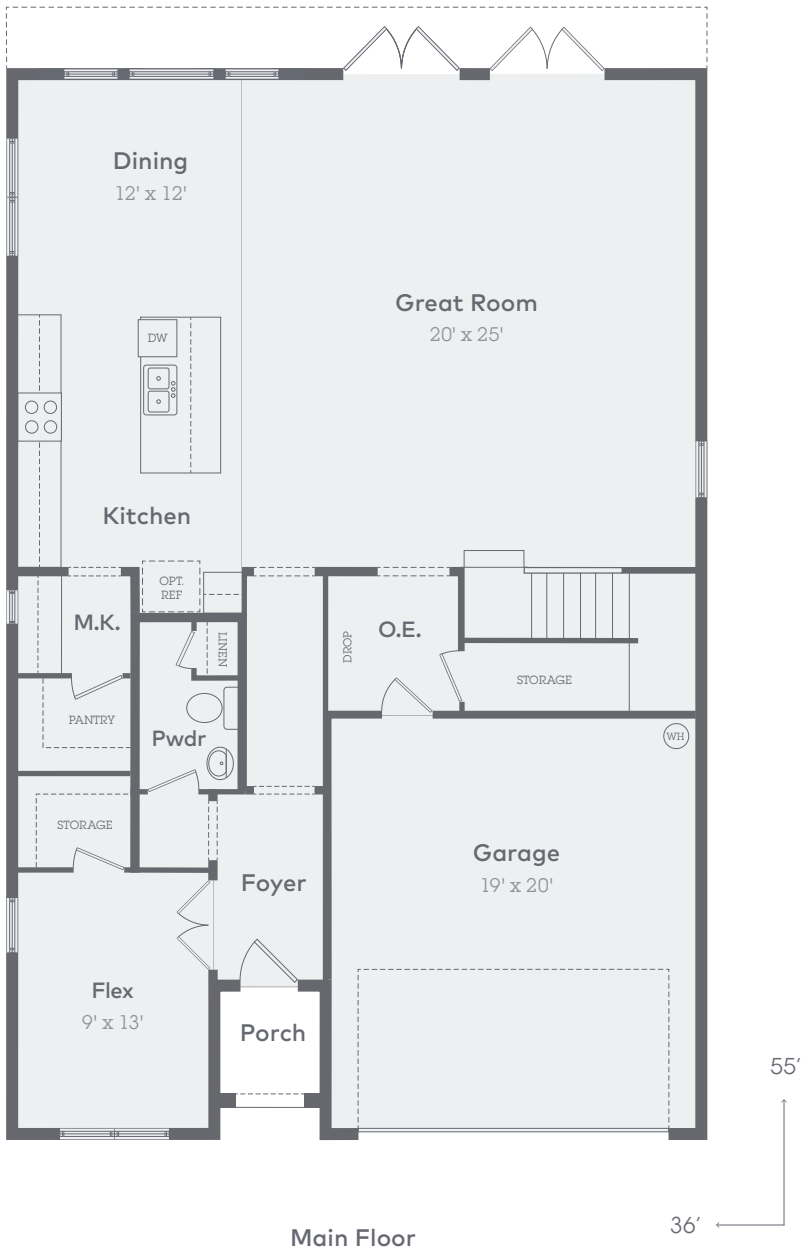 Dining
12' x 12'
Great Room
20' x 25'
DW
Kitchen
OPT.
REF
M.K.
LINEN
DROP
O.E.
STORAGE
PANTRY
Pwdr
WH
STORAGE
Garage
19' x 20'
Foyer
Flex
9' x 13'
Porch
55'
36'
Main Floor